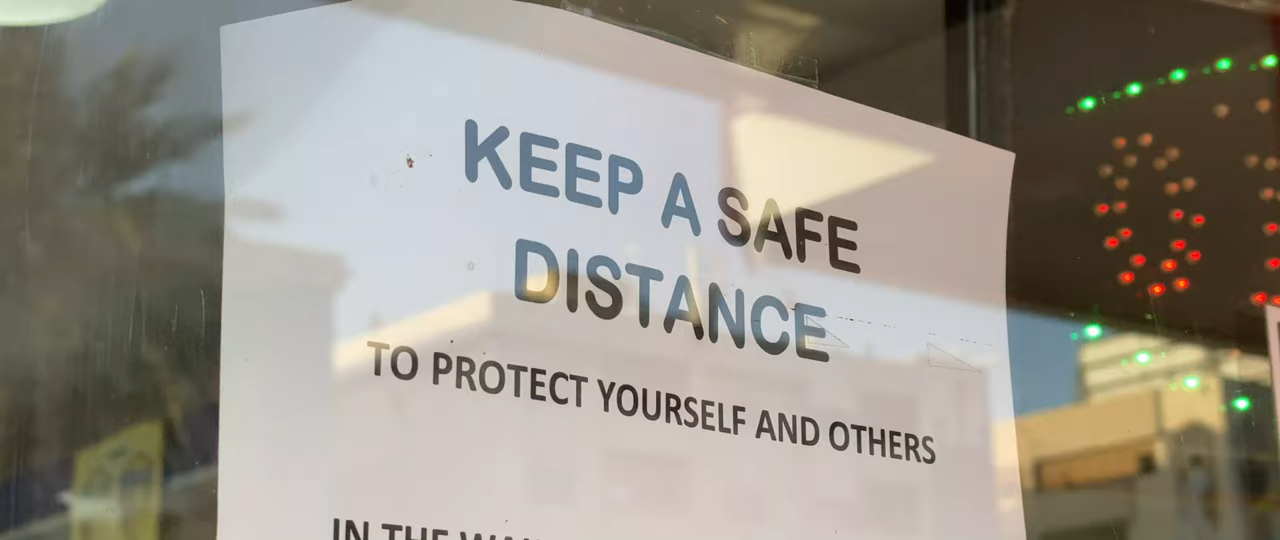 KEEP A SAFE
DISTANCE
TO PROTECT YOURSELF AND OTHERS
IN THE